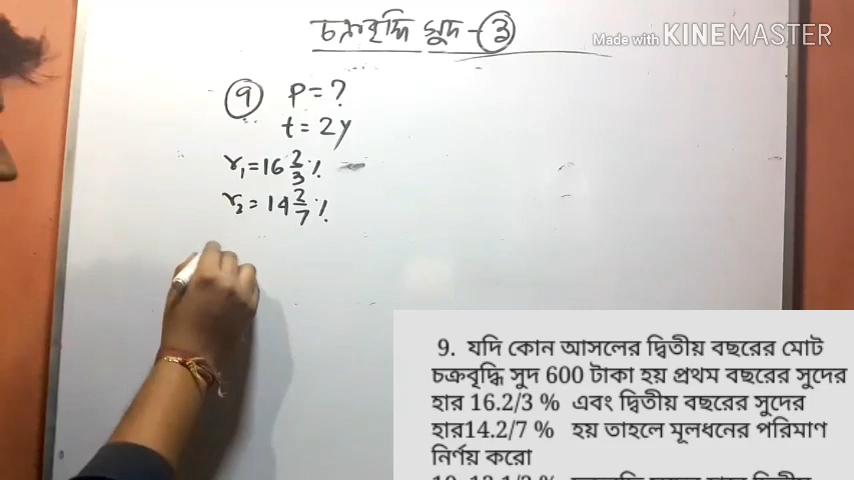 চক্রবৃদ্ধি সুদ - ৩
Made with KINEMASTER
9 P = ?
t = 2y
r₁ = 16 2/3 %
r₂ = 14 2/7 %
9. যদি কোন আসলের দ্বিতীয় বছরের মোট
চক্রবৃদ্ধি সুদ 600 টাকা হয় প্রথম বছরের সুদের
হার 16.2/3 % এবং দ্বিতীয় বছরের সুদের
হার14.2/7 % হয় তাহলে মূলধনের পরিমাণ
নির্ণয় করো